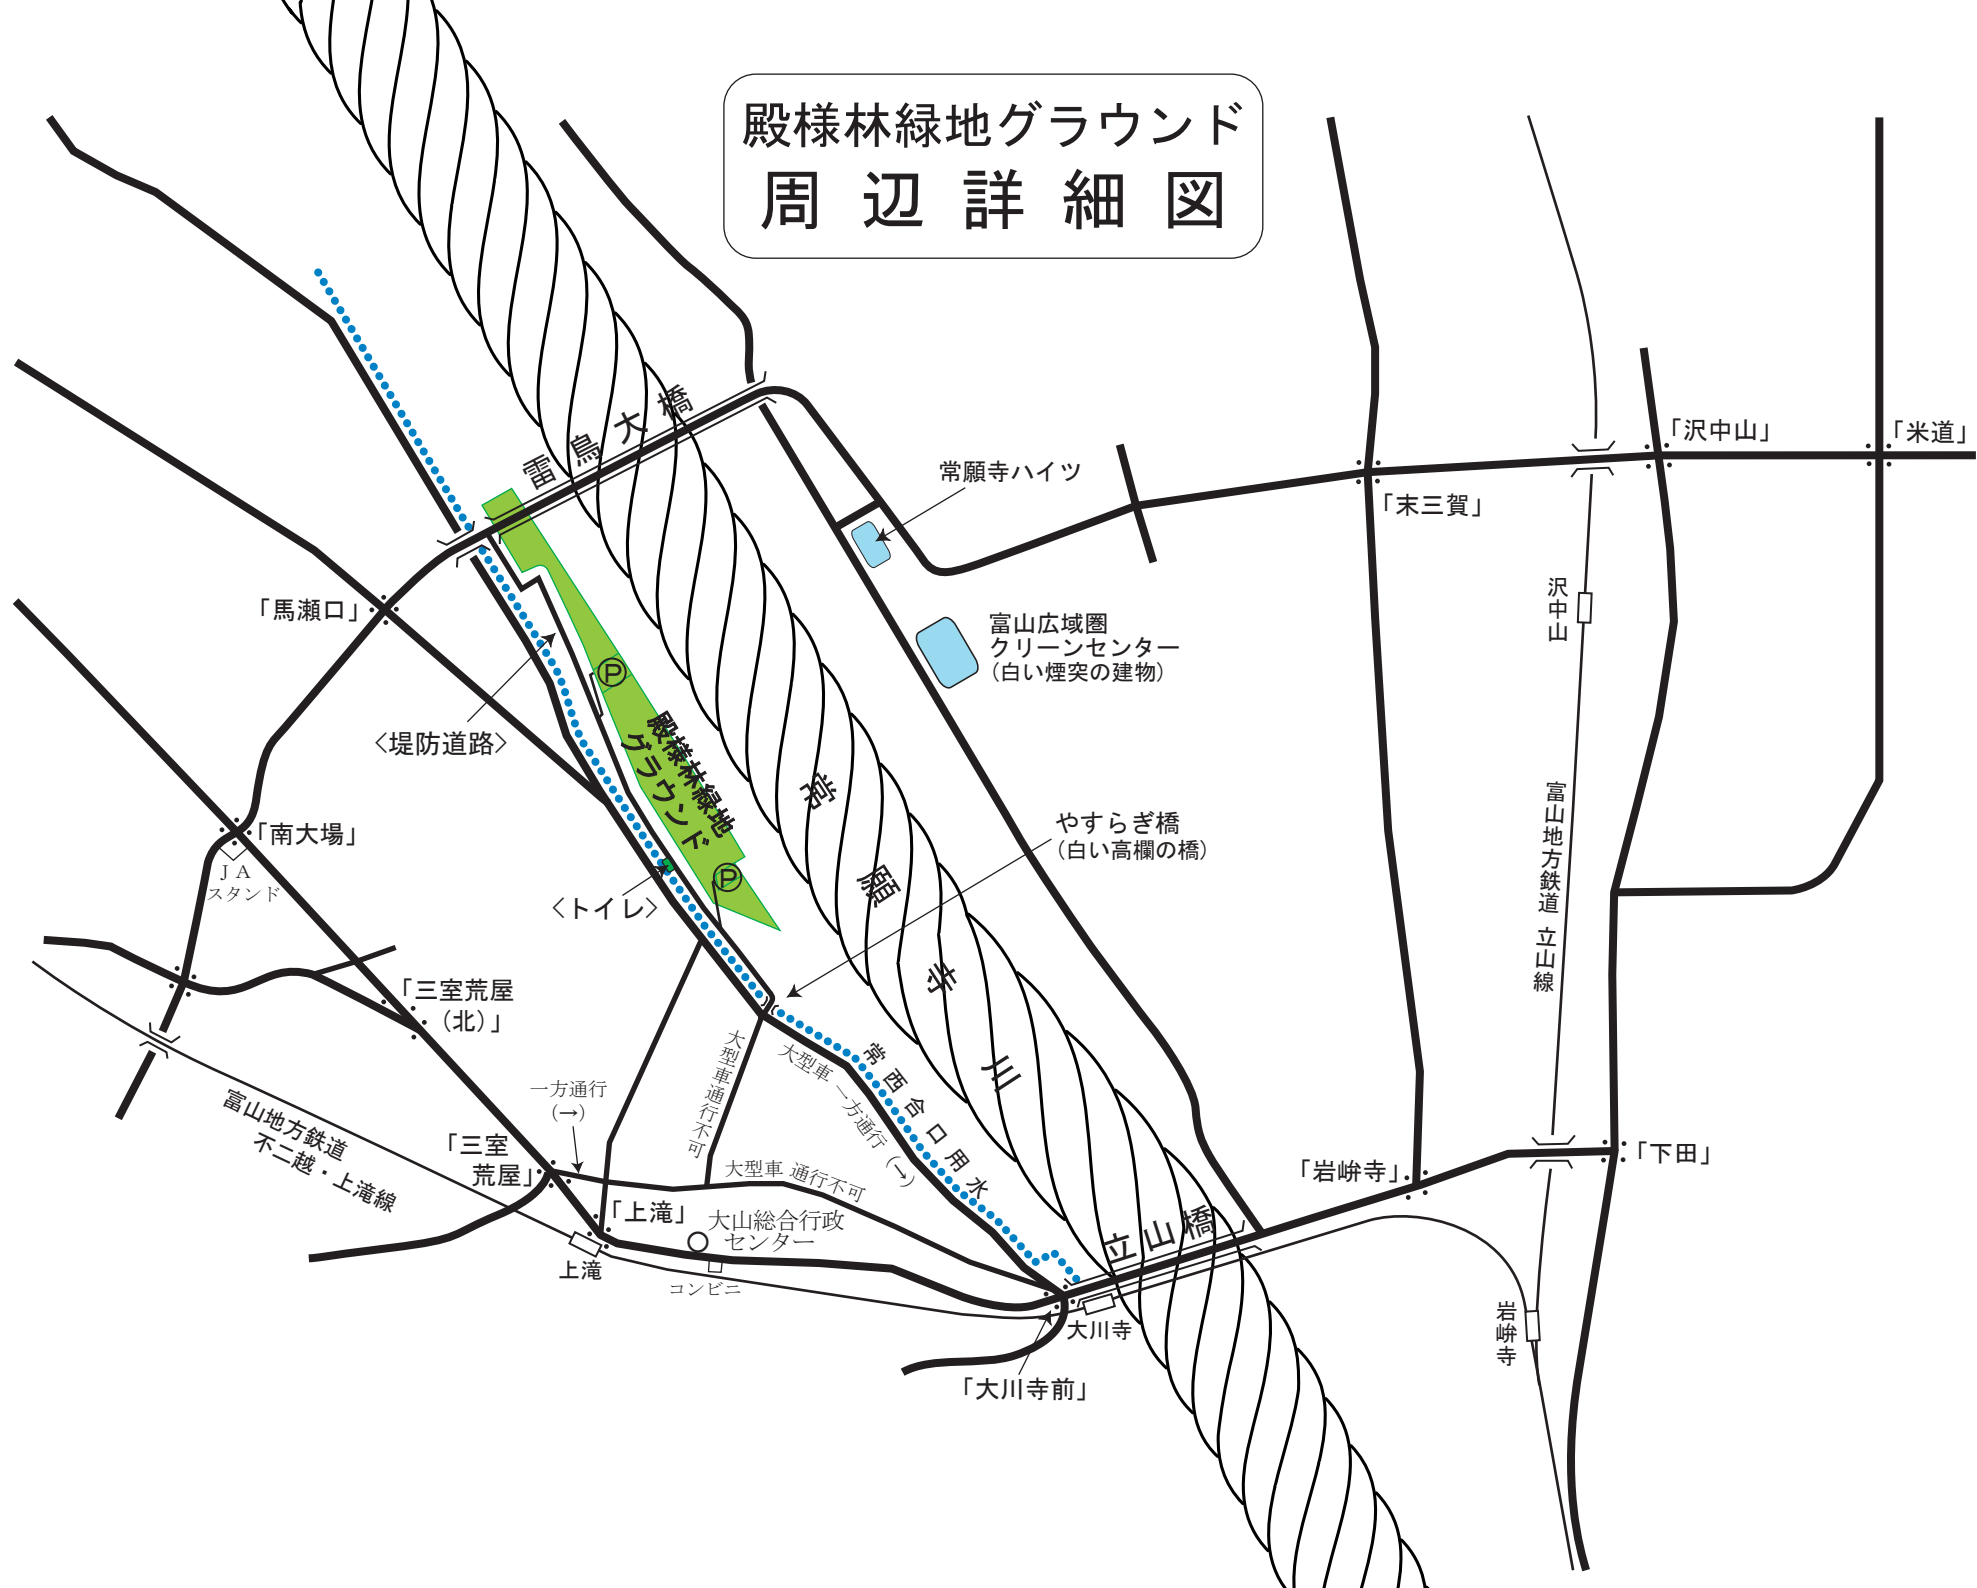 殿様林緑地グラウンド
周辺詳細図
雷鳥大橋
「沢中山」
「米道」
常願寺ハイツ
「末三賀」
沢中山
「馬瀬口」
富山広域圏
クリーンセンター
（白い煙突の建物）
Ｐ
殿様林緑地
グラウンド
〈堤防道路〉
常願寺川
富山地方鉄道 立山線
やすらぎ橋
（白い高欄の橋）
「南大場」
ＪＡ
スタンド
Ｐ
〈トイレ〉
「三室荒屋
（北）」
大型車通行不可
大型車 一方通行（→）
常西合口用水
一方通行
（→）
富山地方鉄道
不二越・上滝線
「三室
荒屋」
大型車 通行不可
「岩峅寺」
「下田」
「上滝」
大山総合行政
センター
立山橋
上滝
コンビニ
大川寺
岩峅寺
「大川寺前」